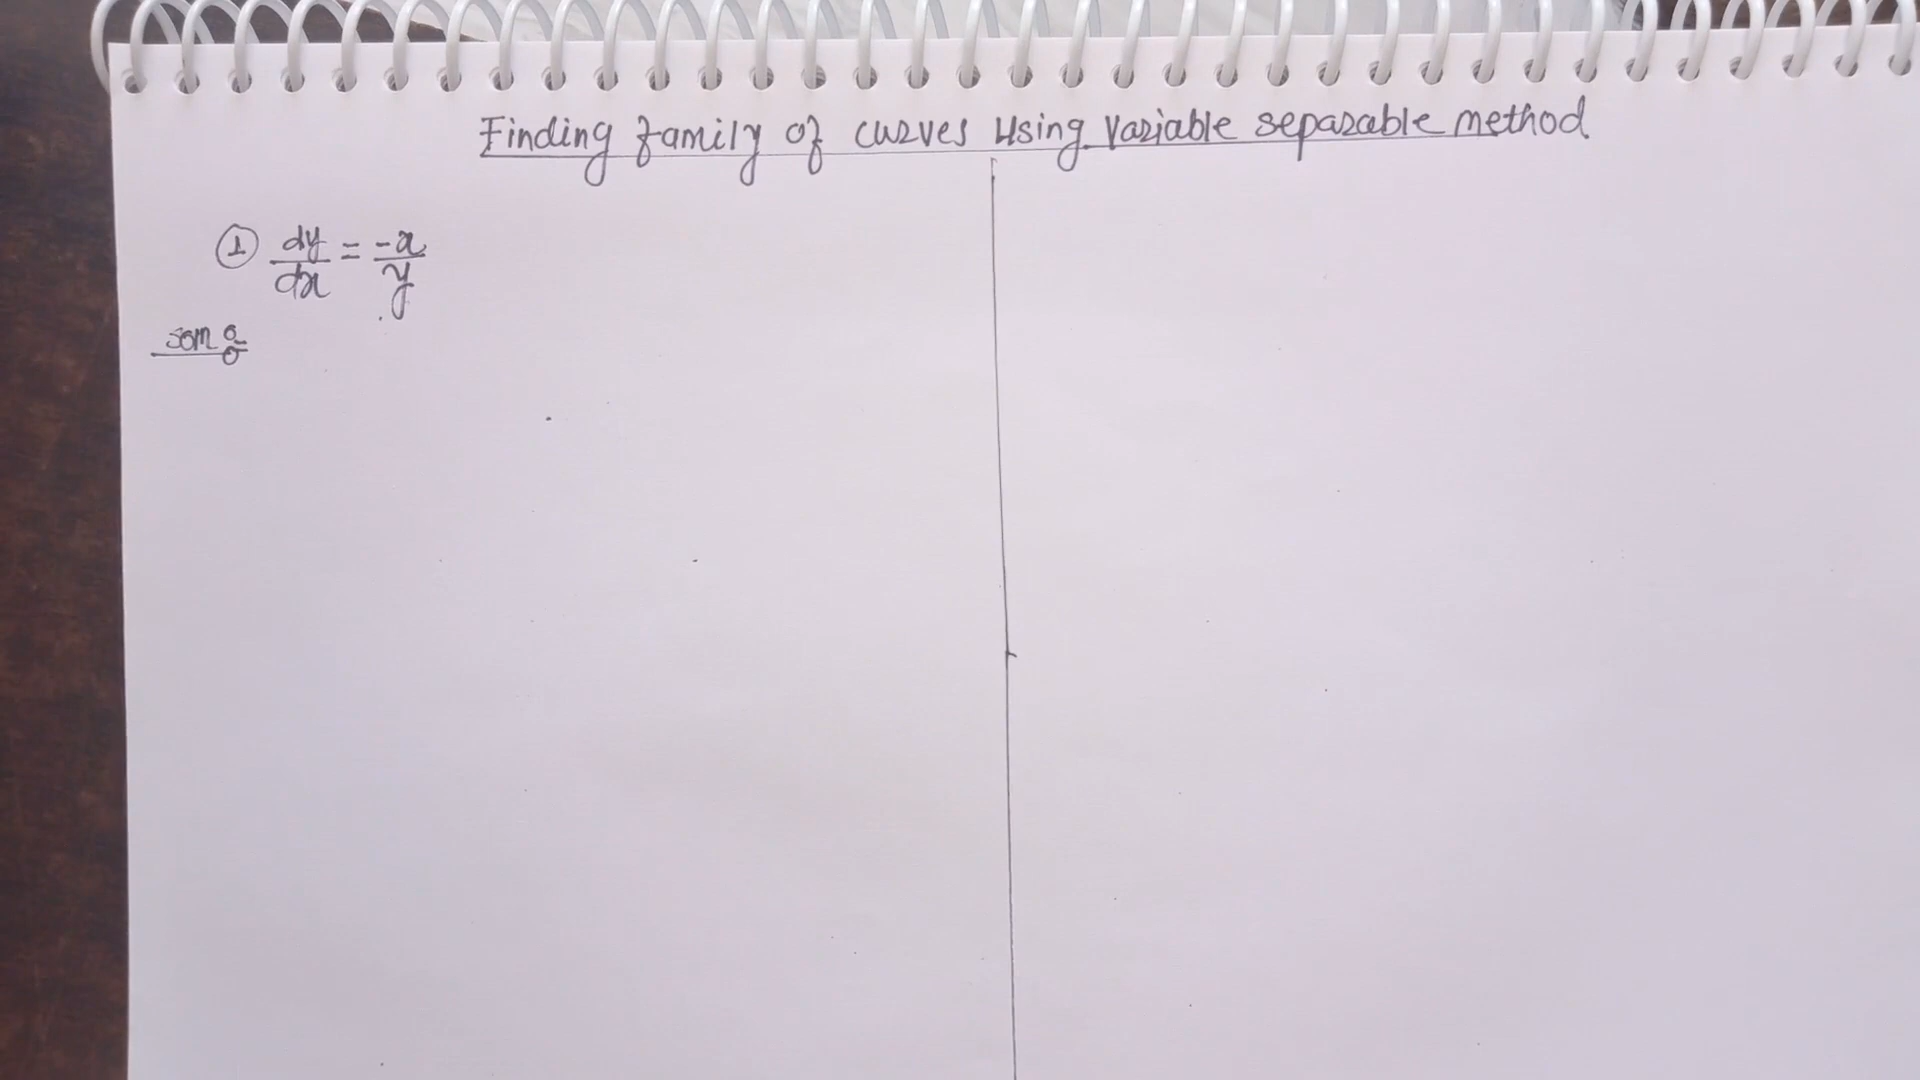 Finding family of curves Using variable separable method
① dy/dx = -x/y
Soln :-